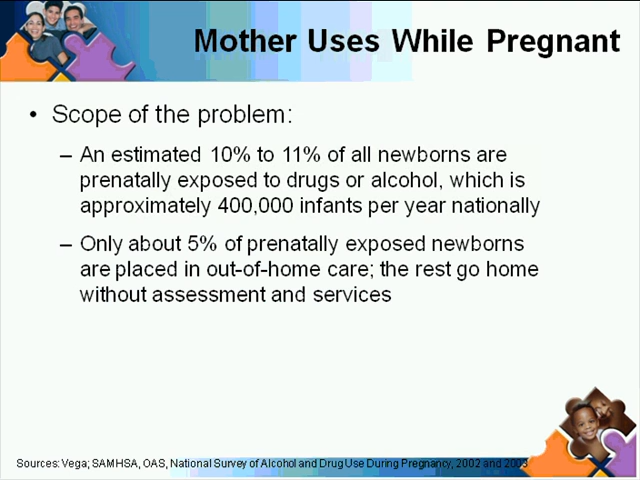 Mother Uses While Pregnant
• Scope of the problem:
– An estimated 10% to 11% of all newborns are
prenatally exposed to drugs or alcohol, which is
approximately 400,000 infants per year nationally
– Only about 5% of prenatally exposed newborns
are placed in out-of-home care; the rest go home
without assessment and services
Sources: Vega; SAMHSA, OAS, National Survey of Alcohol and Drug Use During Pregnancy, 2002 and 2003